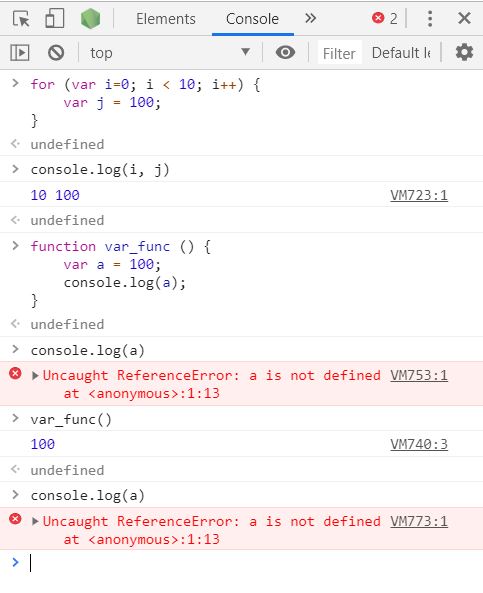 Elements Console » 2
top Filter Default le
> for (var i=0; i < 10; i++) {
var j = 100;
}
undefined
> console.log(i, j)
10 100 VM723:1
undefined
> function var_func () {
var a = 100;
console.log(a);
}
undefined
> console.log(a)
Uncaught ReferenceError: a is not defined VM753:1
at <anonymous>:1:13
> var_func()
100 VM740:3
undefined
> console.log(a)
Uncaught ReferenceError: a is not defined VM773:1
at <anonymous>:1:13
>